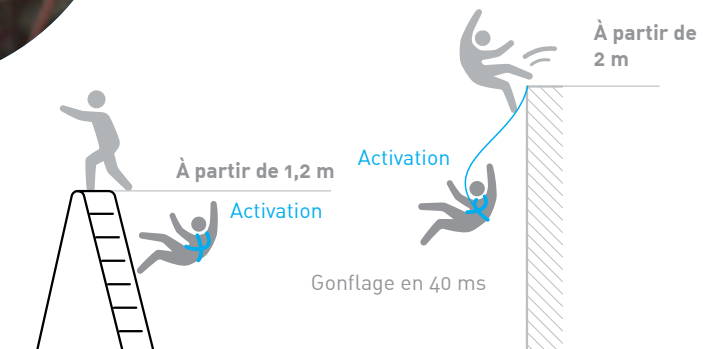 À partir de
2 m
Activation
À partir de 1,2 m
Activation
Gonflage en 40 ms